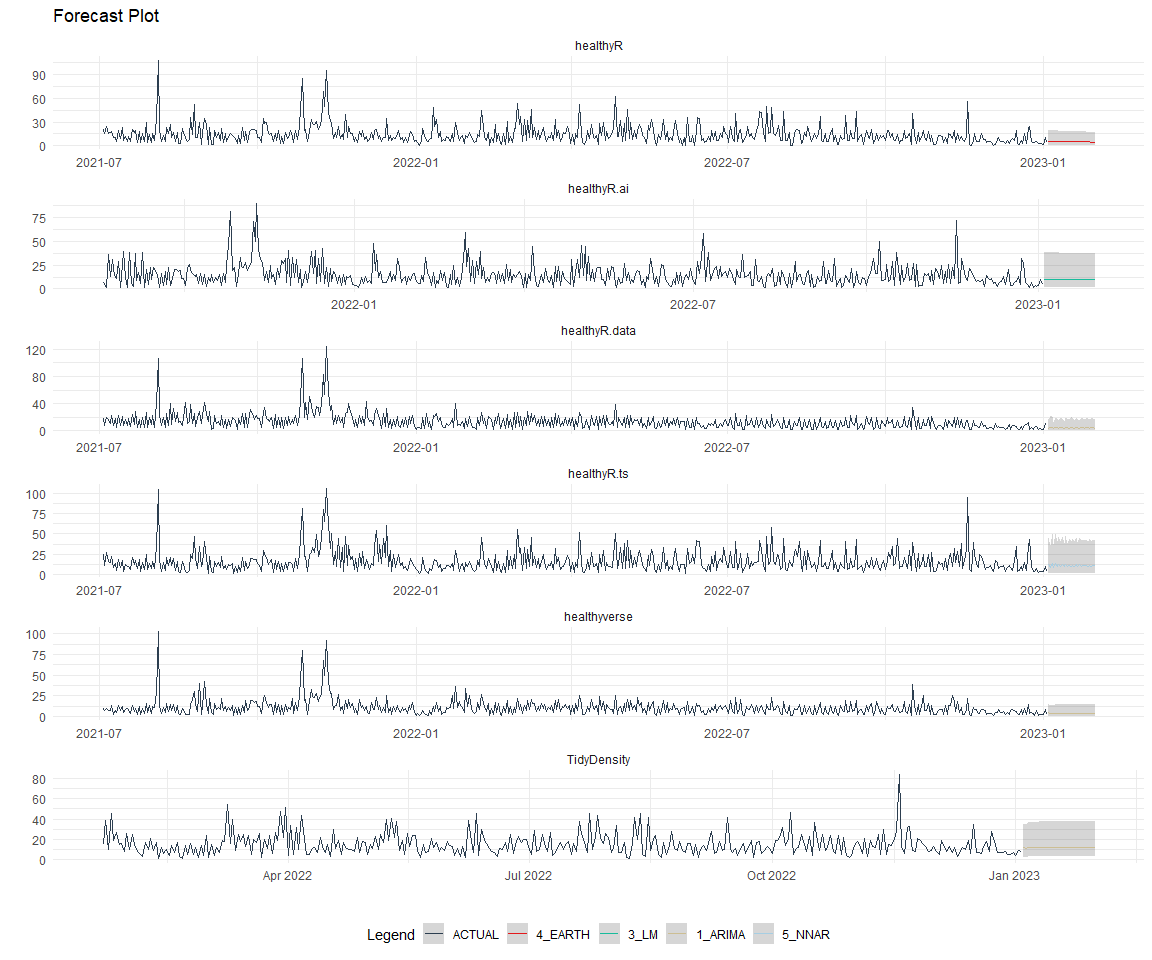 Forecast Plot
healthyR
90
60
30
0
2021-07 2022-01 2022-07 2023-01
healthyR.ai
75
50
25
0
2022-01 2022-07 2023-01
healthyR.data
120
80
40
0
2021-07 2022-01 2022-07 2023-01
healthyR.ts
100
75
50
25
0
2021-07 2022-01 2022-07 2023-01
healthyverse
100
75
50
25
0
2021-07 2022-01 2022-07 2023-01
TidyDensity
80
60
40
20
0
Apr 2022 Jul 2022 Oct 2022 Jan 2023
Legend ACTUAL 4_EARTH 3_LM 1_ARIMA 5_NNAR